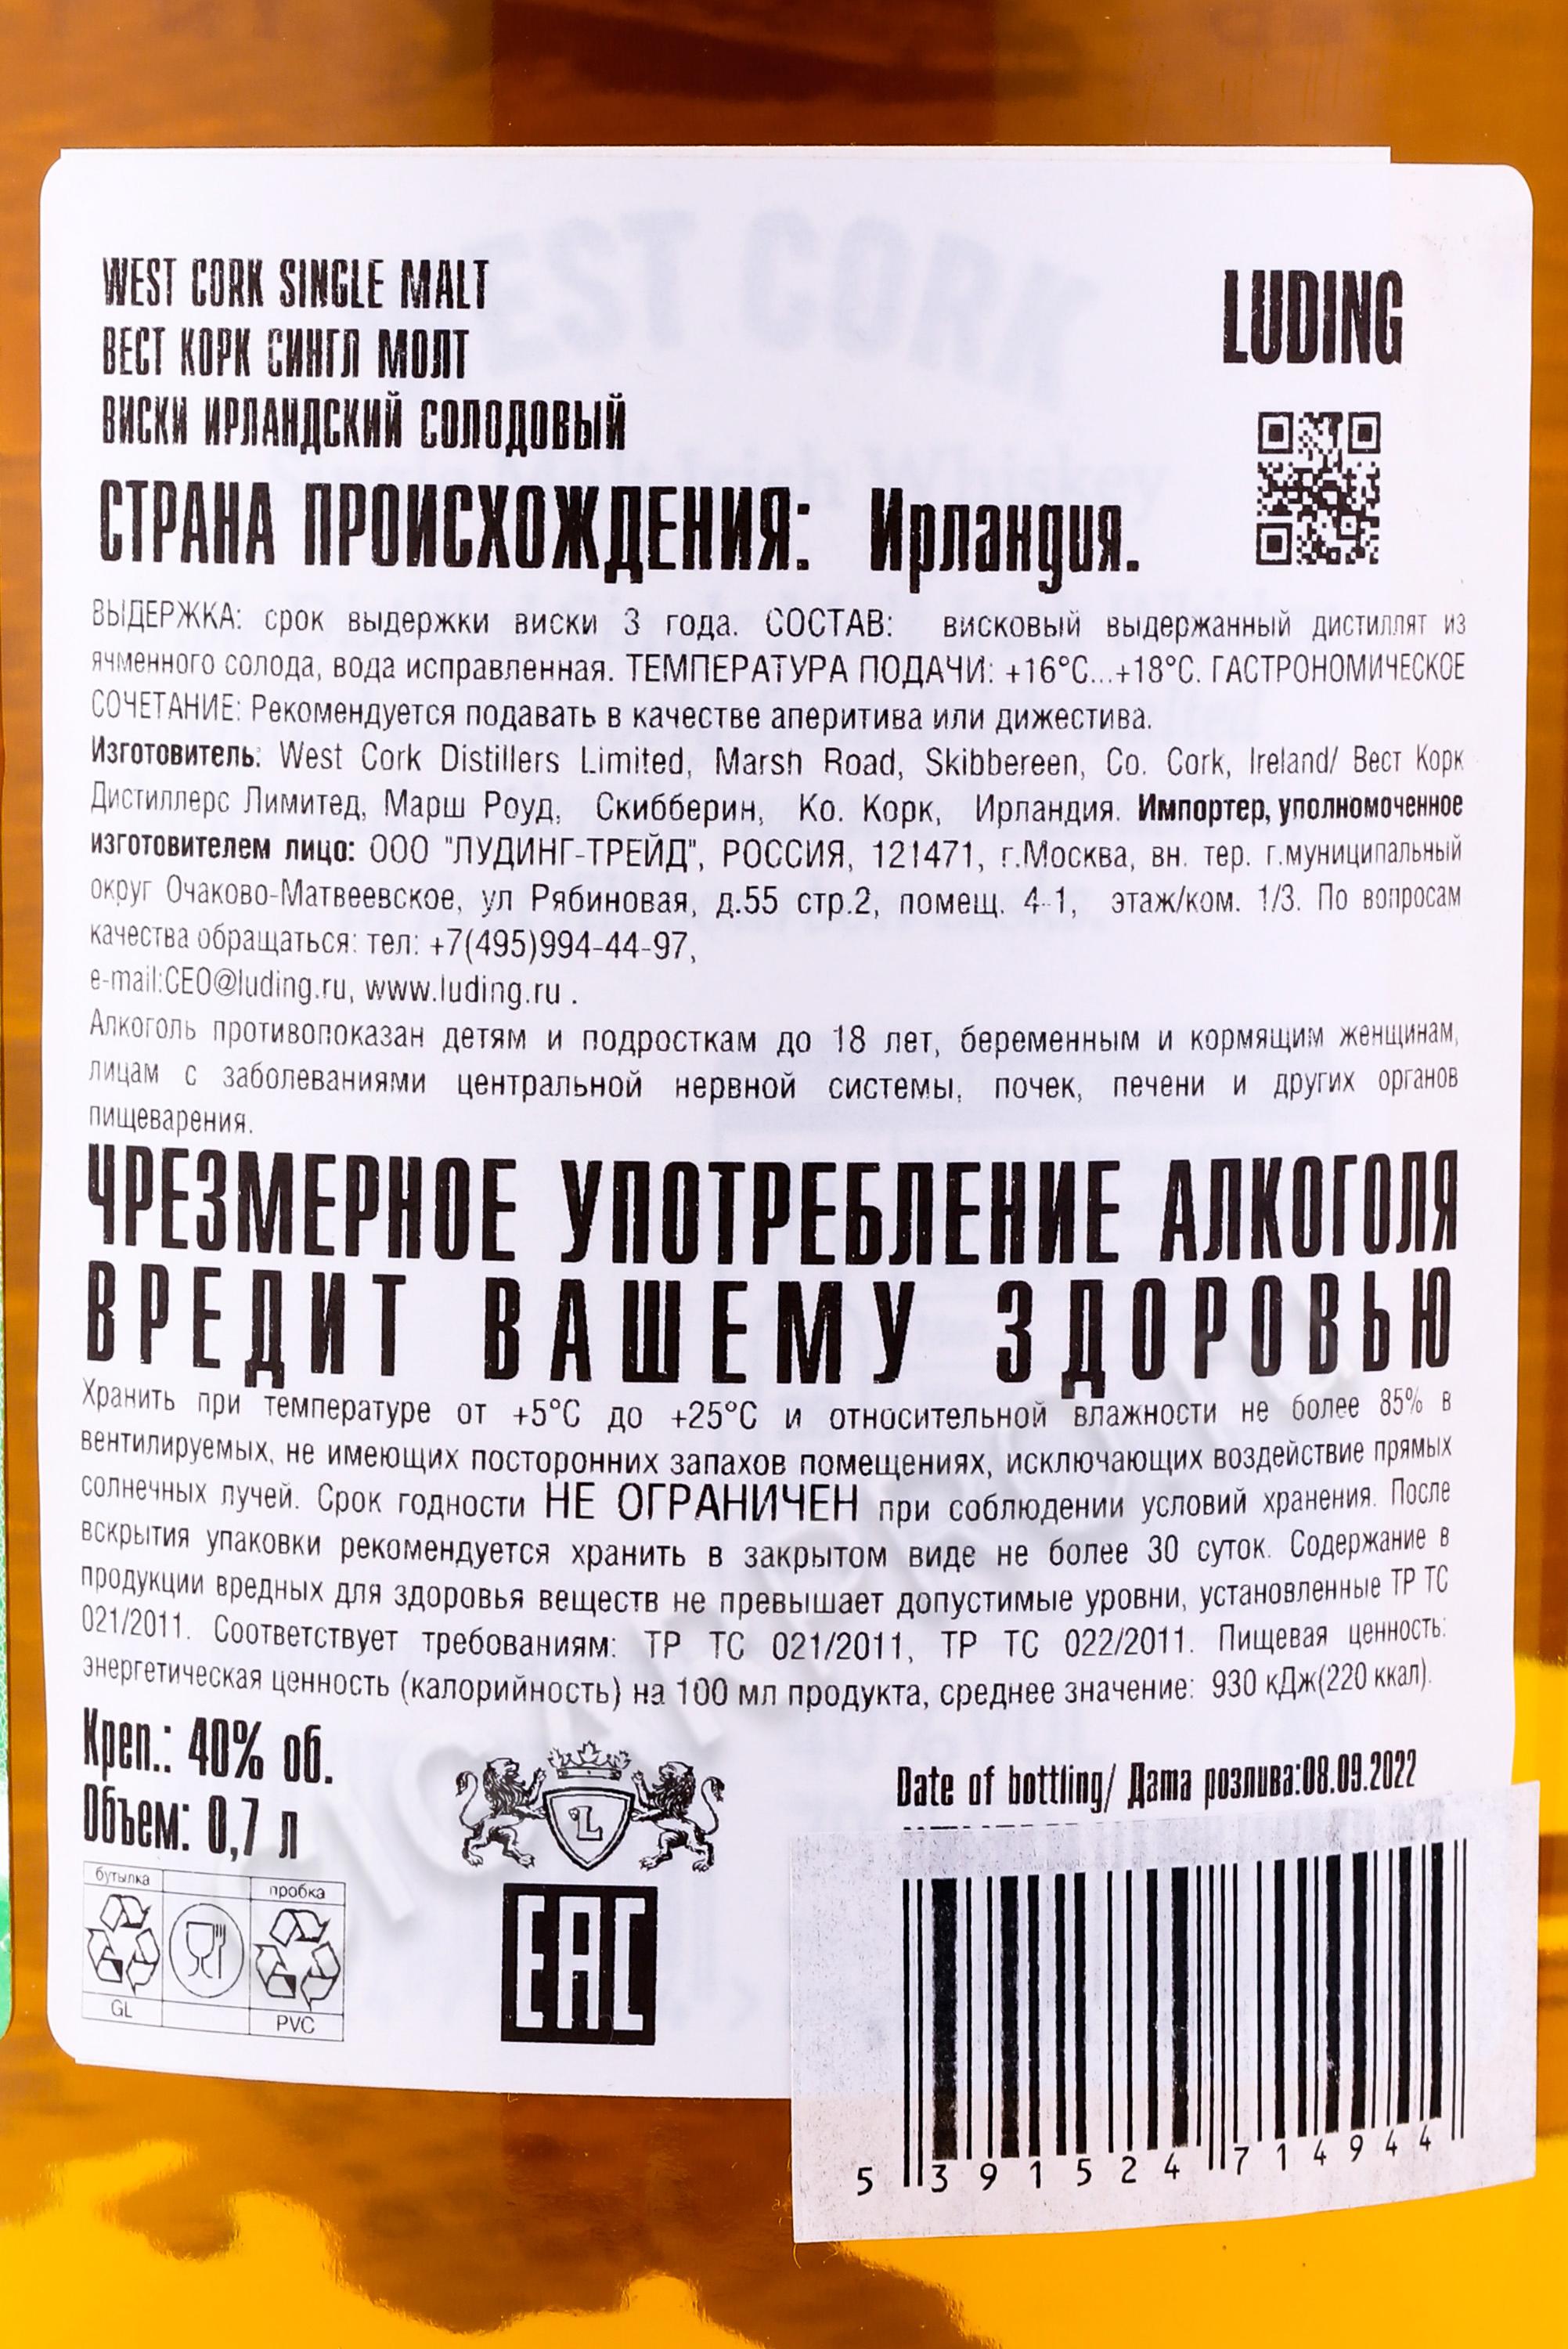 WEST CORK SINGLE MALT
ВЕСТ КОРК СИНГЛ МОЛТ
ВИСКИ ИРЛАНДСКИЙ СОЛОДОВЫЙ
LUDING
СТРАНА ПРОИСХОЖДЕНИЯ: Ирландия.
ВЫДЕРЖКА: срок выдержки виски 3 года. СОСТАВ: висковый выдержанный дистиллят из
ячменного солода, вода исправленная. ТЕМПЕРАТУРА ПОДАЧИ: +16°С...+18°С. ГАСТРОНОМИЧЕСКОЕ
СОЧЕТАНИЕ: Рекомендуется подавать в качестве аперитива или дижестива.
Изготовитель: West Cork Distillers Limited, Marsh Road, Skibbereen, Co. Cork, Ireland/ Вест Корк
Дистиллерс Лимитед, Марш Роуд, Скибберин, Ко. Корк, Ирландия. Импортер, уполномоченное
изготовителем лицо: ООО "ЛУДИНГ-ТРЕЙД", РОССИЯ, 121471, г.Москва, вн. тер. г.муниципальный
округ Очаково-Матвеевское, ул Рябиновая, д.55 стр.2, помещ. 4-1, этаж/ком. 1/3. По вопросам
качества обращаться: тел: +7(495)994-44-97,
e-mail:CEO@luding.ru, www.luding.ru .
Алкоголь противопоказан детям и подросткам до 18 лет, беременным и кормящим женщинам,
лицам с заболеваниями центральной нервной системы, почек, печени и других органов
пищеварения.
ЧРЕЗМЕРНОЕ УПОТРЕБЛЕНИЕ АЛКОГОЛЯ
ВРЕДИТ ВАШЕМУ ЗДОРОВЬЮ
Хранить при температуре от +5°С до +25°С и относительной влажности не более 85% в
вентилируемых, не имеющих посторонних запахов помещениях, исключающих воздействие прямых
солнечных лучей. Срок годности НЕ ОГРАНИЧЕН при соблюдении условий хранения. После
вскрытия упаковки рекомендуется хранить в закрытом виде не более 30 суток. Содержание в
продукции вредных для здоровья веществ не превышает допустимые уровни, установленные ТР ТС
021/2011. Соответствует требованиям: ТР ТС 021/2011, ТР ТС 022/2011. Пищевая ценность:
энергетическая ценность (калорийность) на 100 мл продукта, среднее значение: 930 кДж(220 ккал).
Креп.: 40% об.
Объем: 0,7 л
Date of bottling/ Дата розлива:08.09.2022
бутылка
пробка
GL
PVC
L
EAC
5 391524 714944